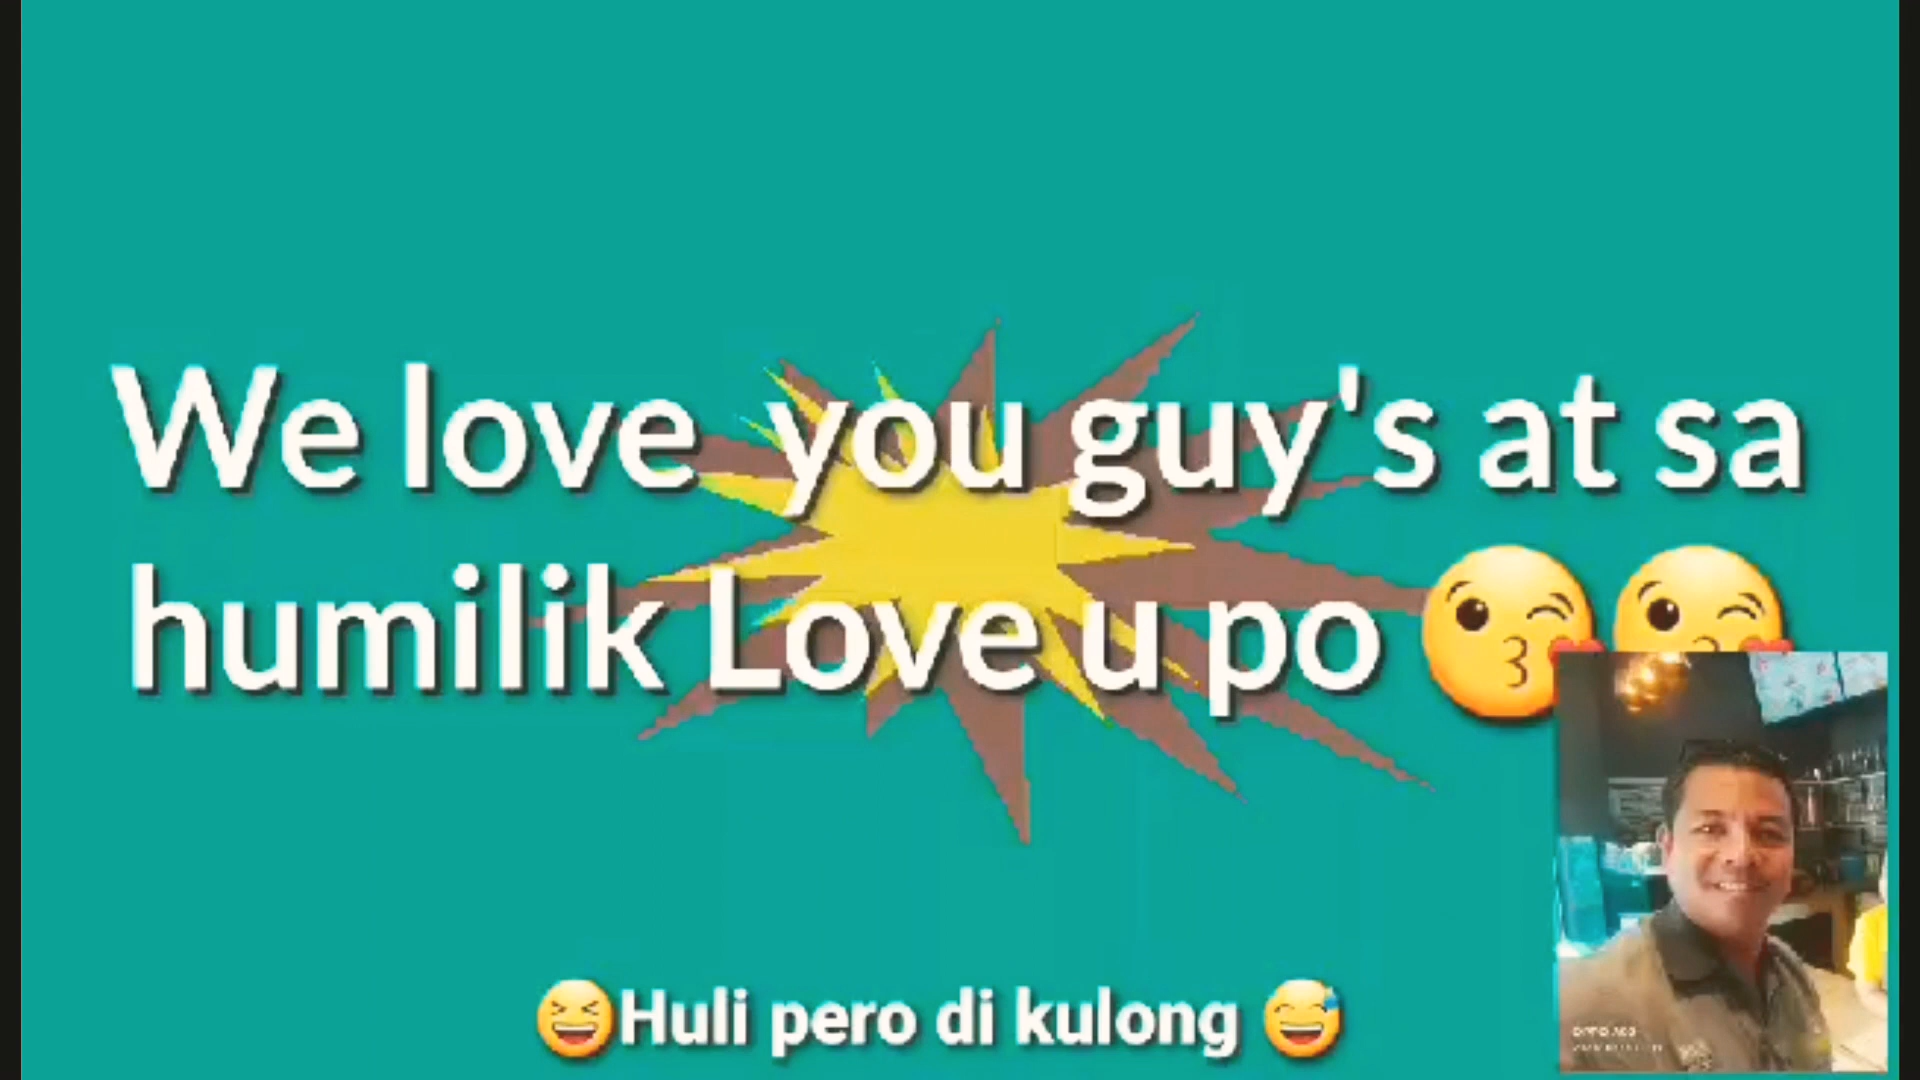 We love you guy's at sa
humilik Love u po 😘😘
😆Huli pero di kulong 😅